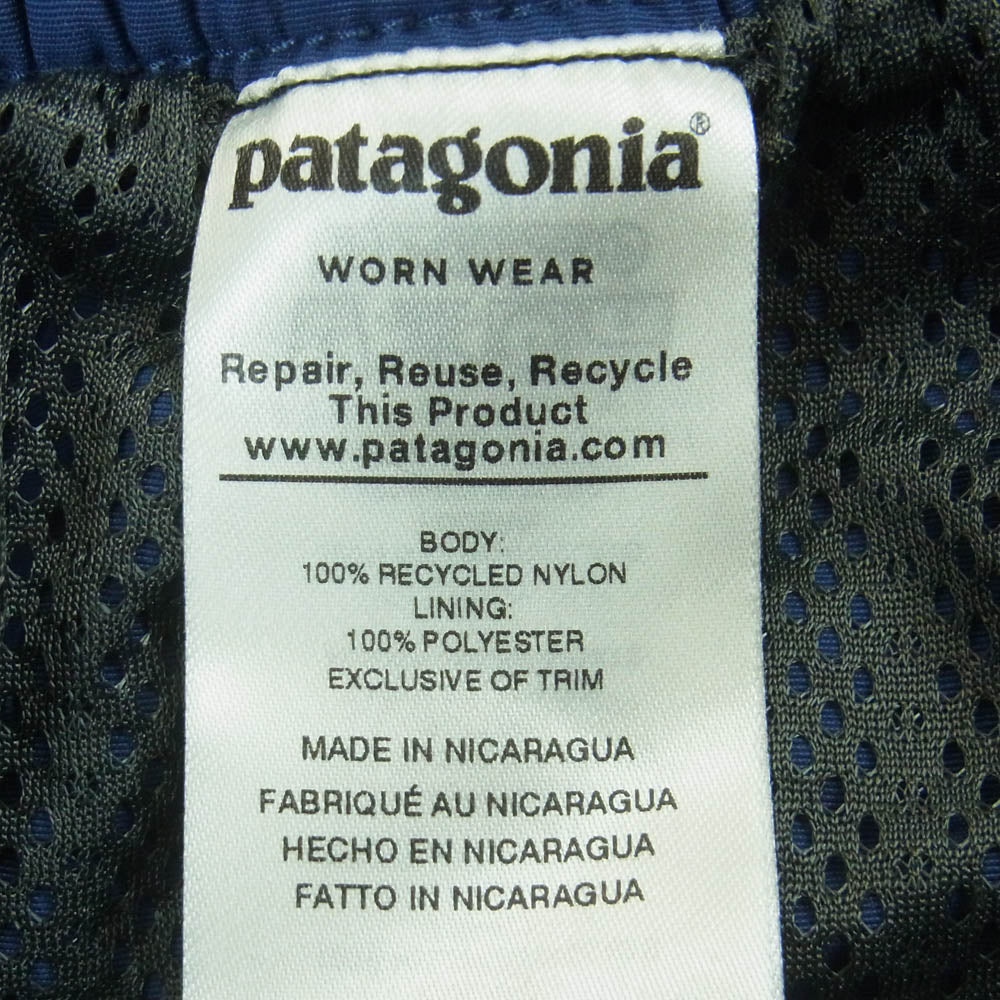 patagonia®
WORN WEAR
Repair, Reuse, Recycle
This Product
www.patagonia.com
BODY:
100% RECYCLED NYLON
LINING:
100% POLYESTER
EXCLUSIVE OF TRIM
MADE IN NICARAGUA
FABRIQUÉ AU NICARAGUA
HECHO EN NICARAGUA
FATTO IN NICARAGUA